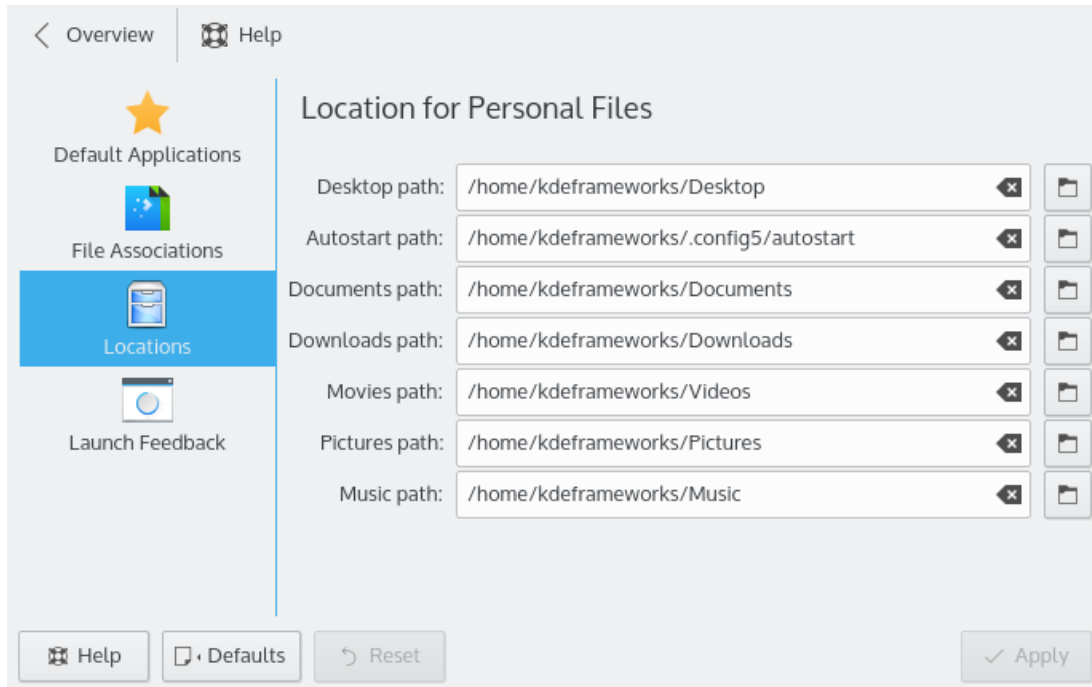 Overview
Help
Default Applications
File Associations
Locations
Launch Feedback
Location for Personal Files
Desktop path: /home/kdeframeworks/Desktop
Autostart path: /home/kdeframeworks/.config5/autostart
Documents path: /home/kdeframeworks/Documents
Downloads path: /home/kdeframeworks/Downloads
Movies path: /home/kdeframeworks/Videos
Pictures path: /home/kdeframeworks/Pictures
Music path: /home/kdeframeworks/Music
Help
Defaults
Reset
Apply